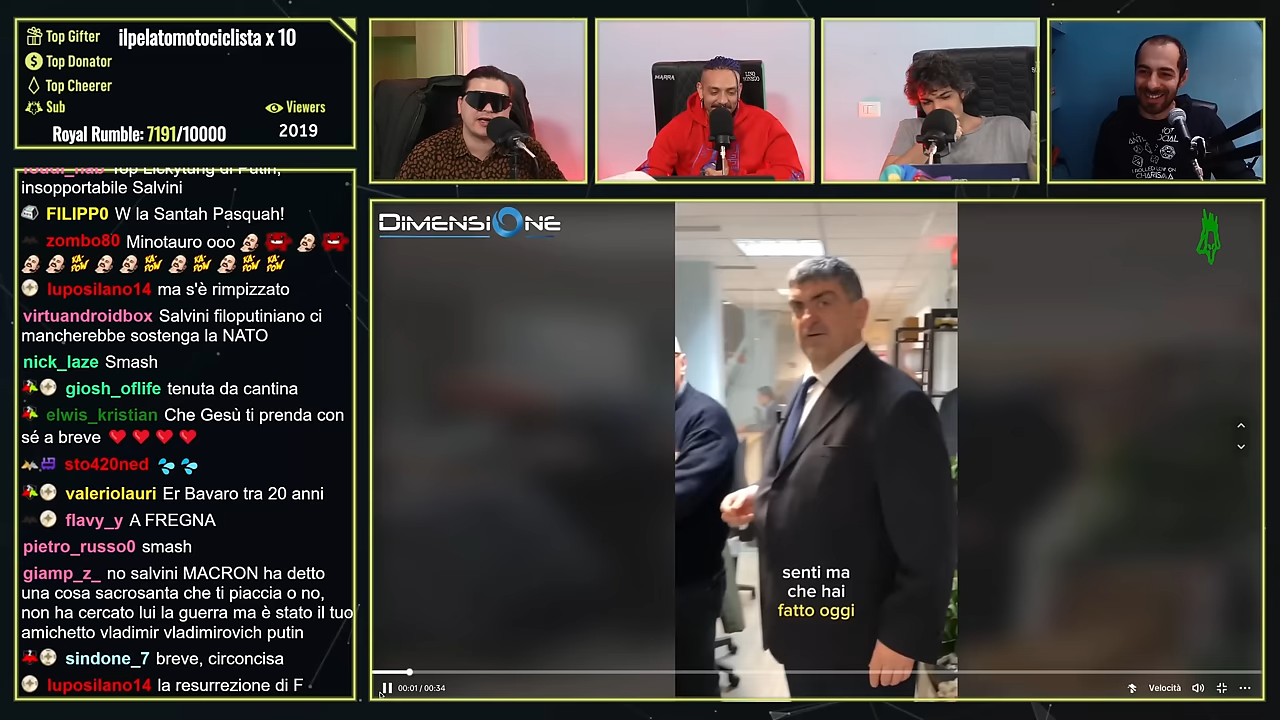 Top Gifter
ilpelatomotociclista x 10
Top Donator
Top Cheerer
Sub
Viewers
Royal Rumble: 7191/10000
2019
insopportabile Salvini
FILIPP0 W la Santah Pasquah!
zombo80 Minotauro ooo
luposilano14 ma s'è rimpizzato
virtuandroidbox Salvini filoputiniano ci
mancherebbe sostenga la NATO
nick_laze Smash
giosh_oflife tenuta da cantina
elwis_kristian Che Gesù ti prenda con
sé a breve
sto420ned
valeriolauri Er Bavaro tra 20 anni
flavy_y A FREGNA
pietro_russo0 smash
giamp_z_ no salvini MACRON ha detto
una cosa sacrosanta che ti piaccia o no,
non ha cercato lui la guerra ma è stato il tuo
amichetto vladimir vladimirovich putin
sindone_7 breve, circoncisa
luposilano14 la resurrezione di F
MARRA
DIMENSIONE
senti ma
che hai
fatto oggi
00:01 / 00:34
Velocità